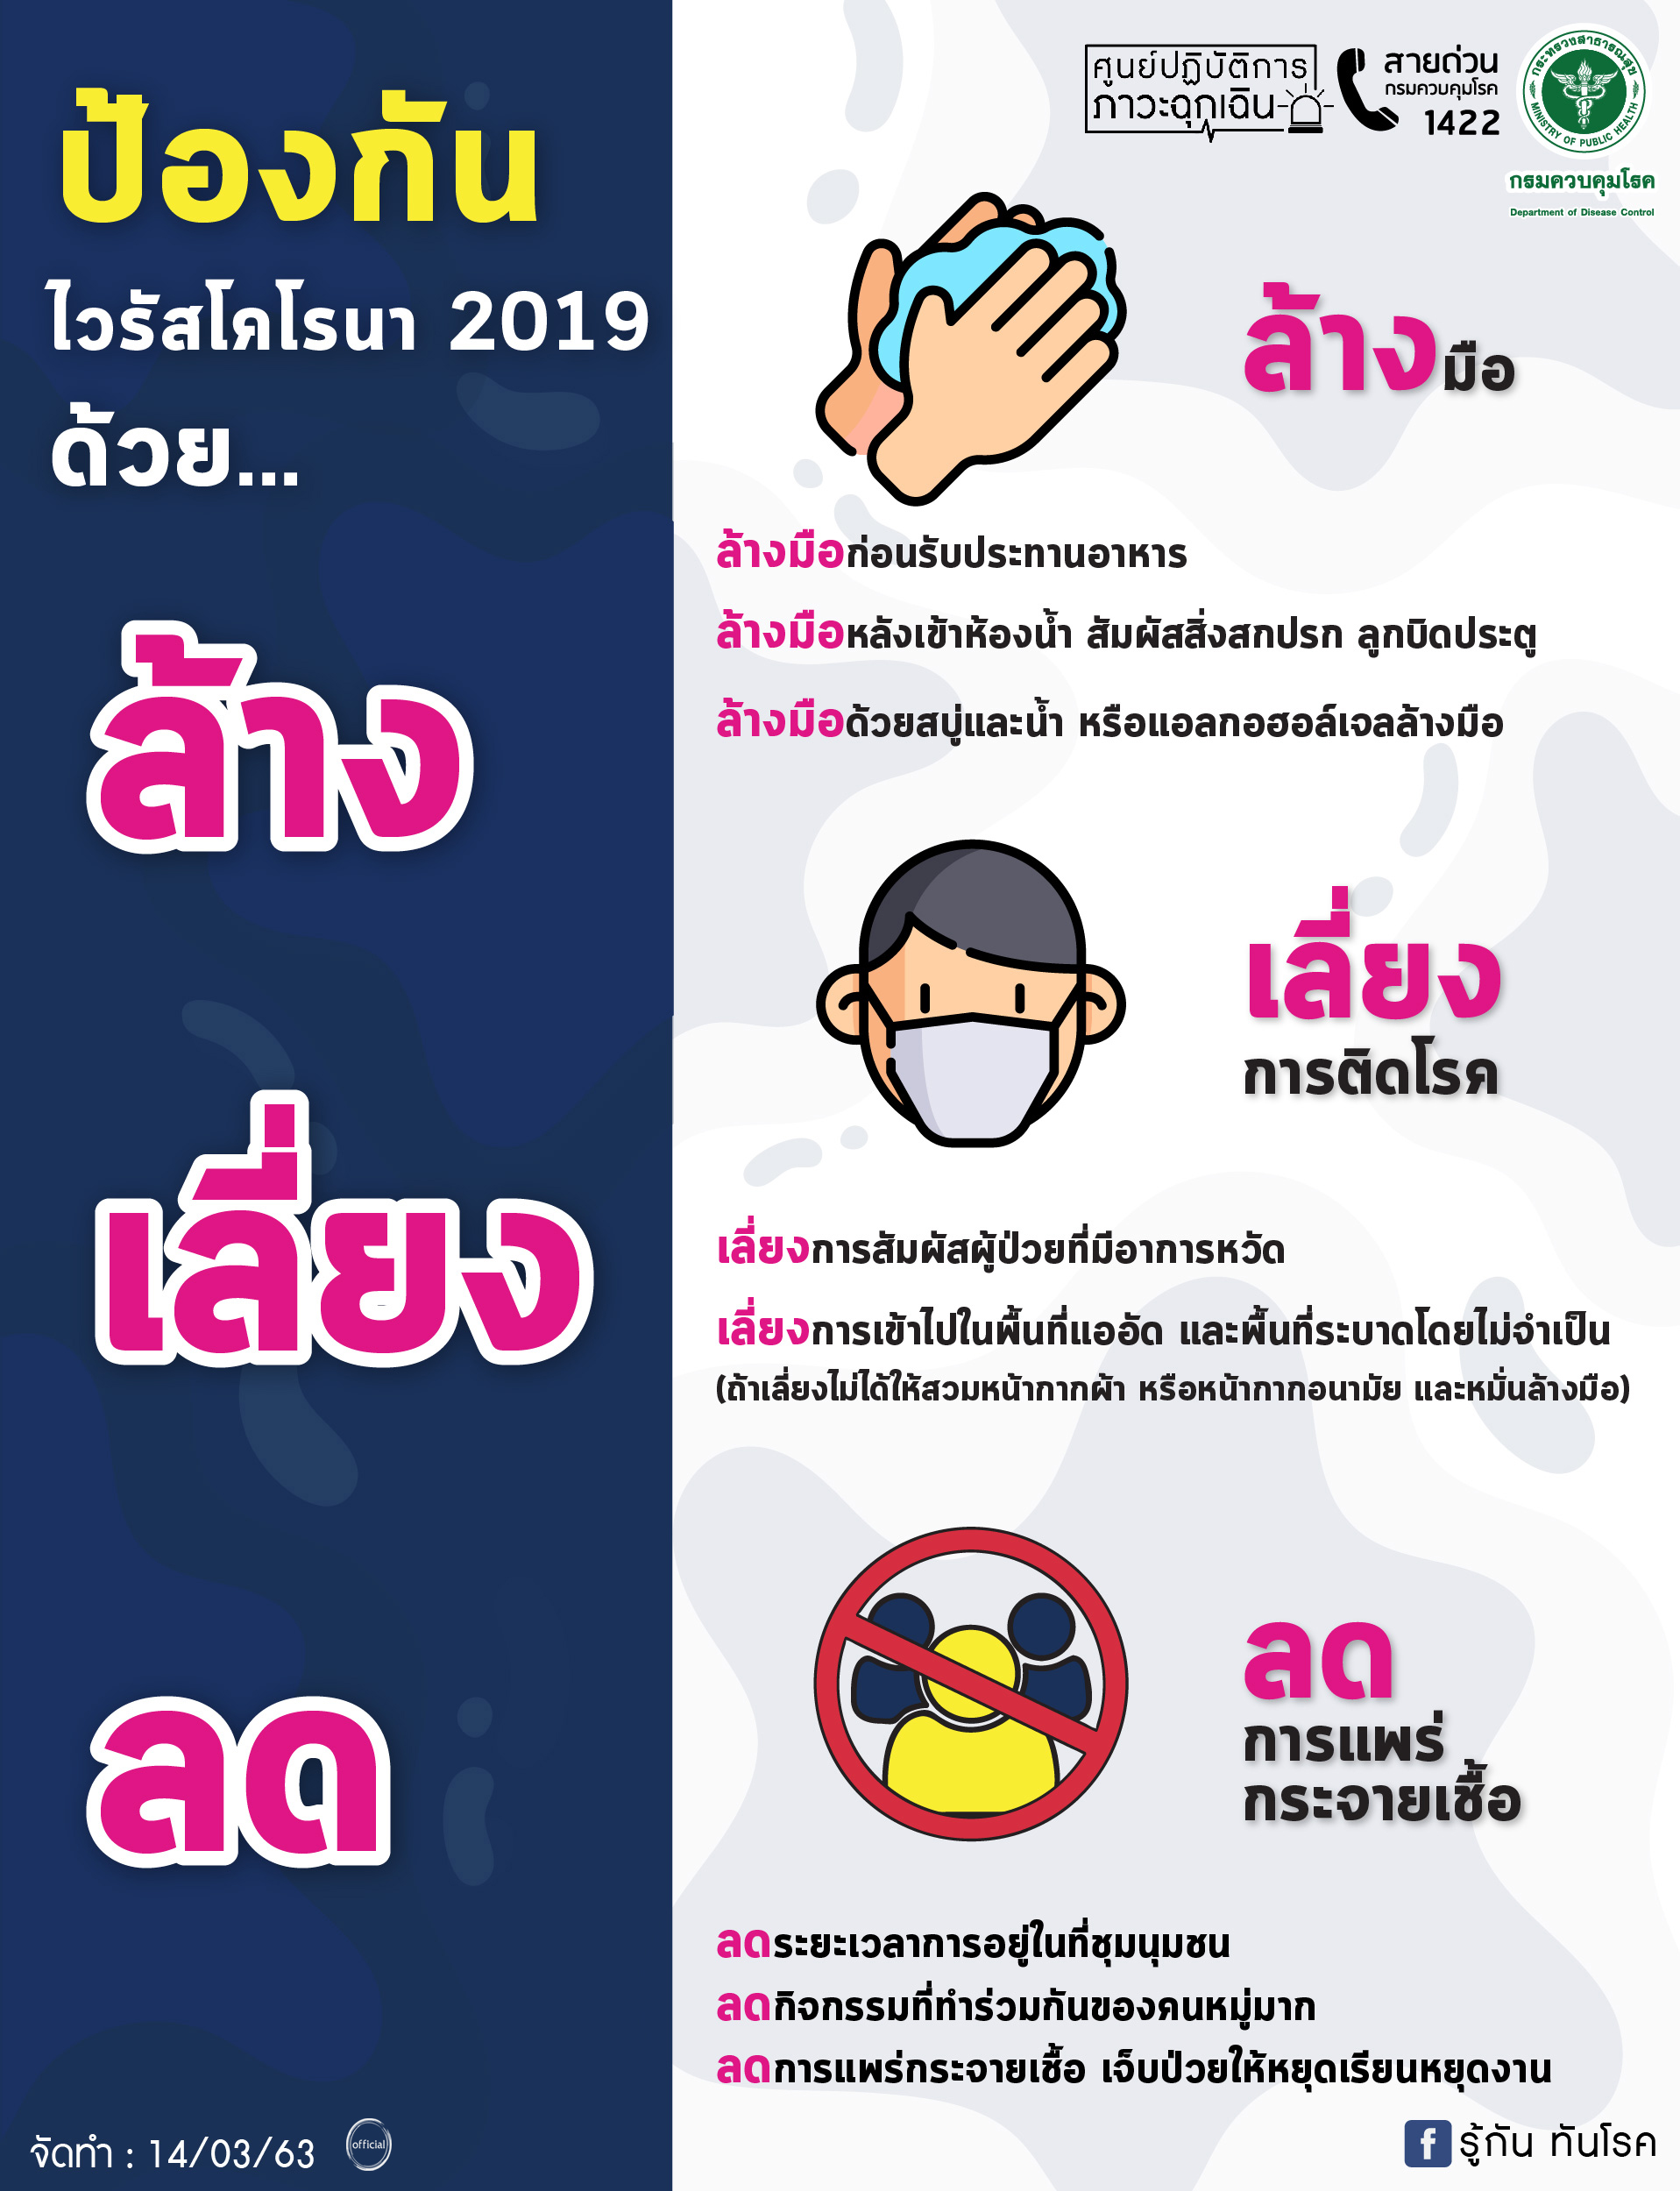 ป้องกัน
ไวรัสโคโรนา 2019
ด้วย...
ล้าง
เลี่ยง
ลด
จัดทำ : 14/03/63
official
ศูนย์ปฏิบัติการ
ภาวะฉุกเฉิน
สายด่วน
กรมควบคุมโรค
1422
กระทรวงสาธารณสุข
MINISTRY OF PUBLIC HEALTH
กรมควบคุมโรค
Department of Disease Control
ล้างมือ
ล้างมือก่อนรับประทานอาหาร
ล้างมือหลังเข้าห้องน้ำ สัมผัสสิ่งสกปรก ลูกบิดประตู
ล้างมือด้วยสบู่และน้ำ หรือแอลกอฮอล์เจลล้างมือ
เลี่ยง
การติดโรค
เลี่ยงการสัมผัสผู้ป่วยที่มีอาการหวัด
เลี่ยงการเข้าไปในพื้นที่แออัด และพื้นที่ระบาดโดยไม่จำเป็น
(ถ้าเลี่ยงไม่ได้ให้สวมหน้ากากผ้า หรือหน้ากากอนามัย และหมั่นล้างมือ)
ลด
การแพร่
กระจายเชื้อ
ลดระยะเวลาการอยู่ในที่ชุมนุมชน
ลดกิจกรรมที่ทำร่วมกันของคนหมู่มาก
ลดการแพร่กระจายเชื้อ เจ็บป่วยให้หยุดเรียนหยุดงาน
f รู้กัน ทันโรค